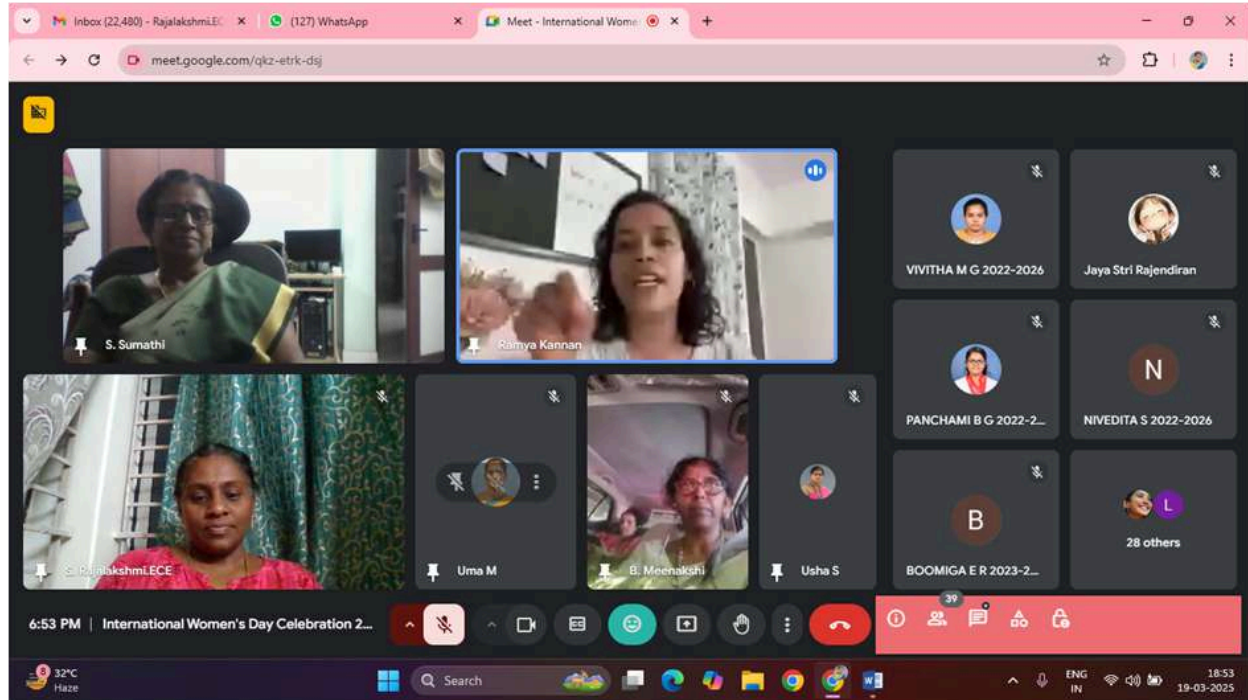 Inbox (22,480) - Rajalakshmi.EC
(127) WhatsApp
Meet - International Wome
meet.google.com/qkz-etrk-dsj
S. Sumathi
Ramya Kannan
VIVITHA M G 2022-2026
Jaya Stri Rajendiran
PANCHAMI B G 2022-2...
N
NIVEDITA S 2022-2026
S. Rajalakshmi.ECE
Uma M
B. Meenakshi
Usha S
B
BOOMIGA E R 2023-2...
L
28 others
6:53 PM | International Women's Day Celebration 2...
CC
39
8
32°C
Haze
Search
W
ENG
IN
18:53
19-03-2025